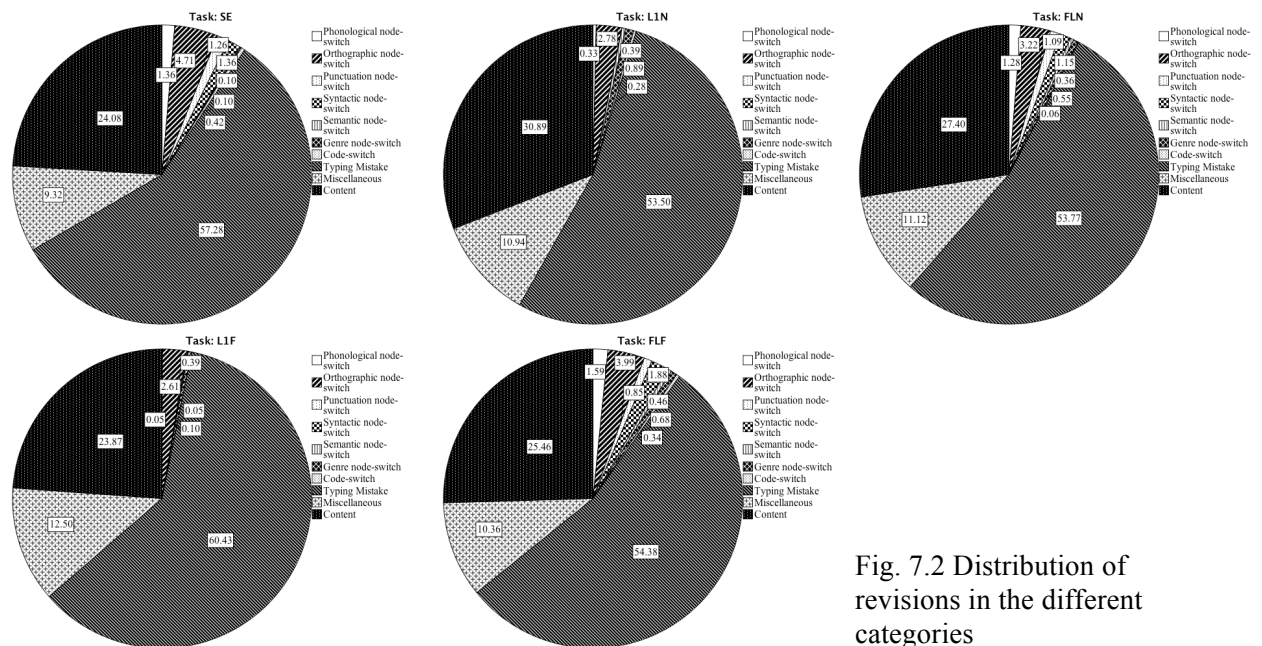 Task: SE
1.36
4.71
1.26
1.36
0.10
0.10
0.42
57.28
9.32
24.08
Phonological node-
switch
Orthographic node-
switch
Punctuation node-
switch
Syntactic node-
switch
Semantic node-
switch
Genre node-switch
Code-switch
Typing Mistake
Miscellaneous
Content
Task: L1N
0.33
2.78
0.39
0.89
0.28
53.50
10.94
30.89
Phonological node-
switch
Orthographic node-
switch
Punctuation node-
switch
Syntactic node-
switch
Semantic node-
switch
Genre node-switch
Code-switch
Typing Mistake
Miscellaneous
Content
Task: FLN
1.28
3.22
1.09
1.15
0.36
0.55
0.06
53.77
11.12
27.40
Phonological node-
switch
Orthographic node-
switch
Punctuation node-
switch
Syntactic node-
switch
Semantic node-
switch
Genre node-switch
Code-switch
Typing Mistake
Miscellaneous
Content
Task: L1F
0.05
2.61
0.39
0.05
0.10
60.43
12.50
23.87
Phonological node-
switch
Orthographic node-
switch
Punctuation node-
switch
Syntactic node-
switch
Semantic node-
switch
Genre node-switch
Code-switch
Typing Mistake
Miscellaneous
Content
Task: FLF
1.59
3.99
0.85
1.88
0.46
0.68
0.34
54.38
10.36
25.46
Phonological node-
switch
Orthographic node-
switch
Punctuation node-
switch
Syntactic node-
switch
Semantic node-
switch
Genre node-switch
Code-switch
Typing Mistake
Miscellaneous
Content
Fig. 7.2 Distribution of
revisions in the different
categories